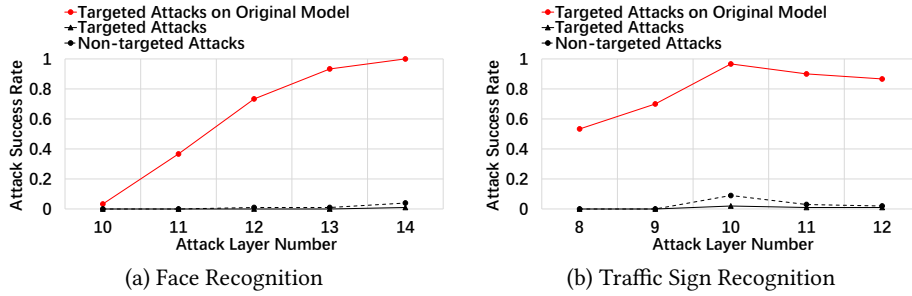 Targeted Attacks on Original Model
Targeted Attacks
Non-targeted Attacks
Attack Success Rate
1
0.8
0.6
0.4
0.2
0
10 11 12 13 14
Attack Layer Number
(a) Face Recognition
Targeted Attacks on Original Model
Targeted Attacks
Non-targeted Attacks
Attack Success Rate
1
0.8
0.6
0.4
0.2
0
8 9 10 11 12
Attack Layer Number
(b) Traffic Sign Recognition